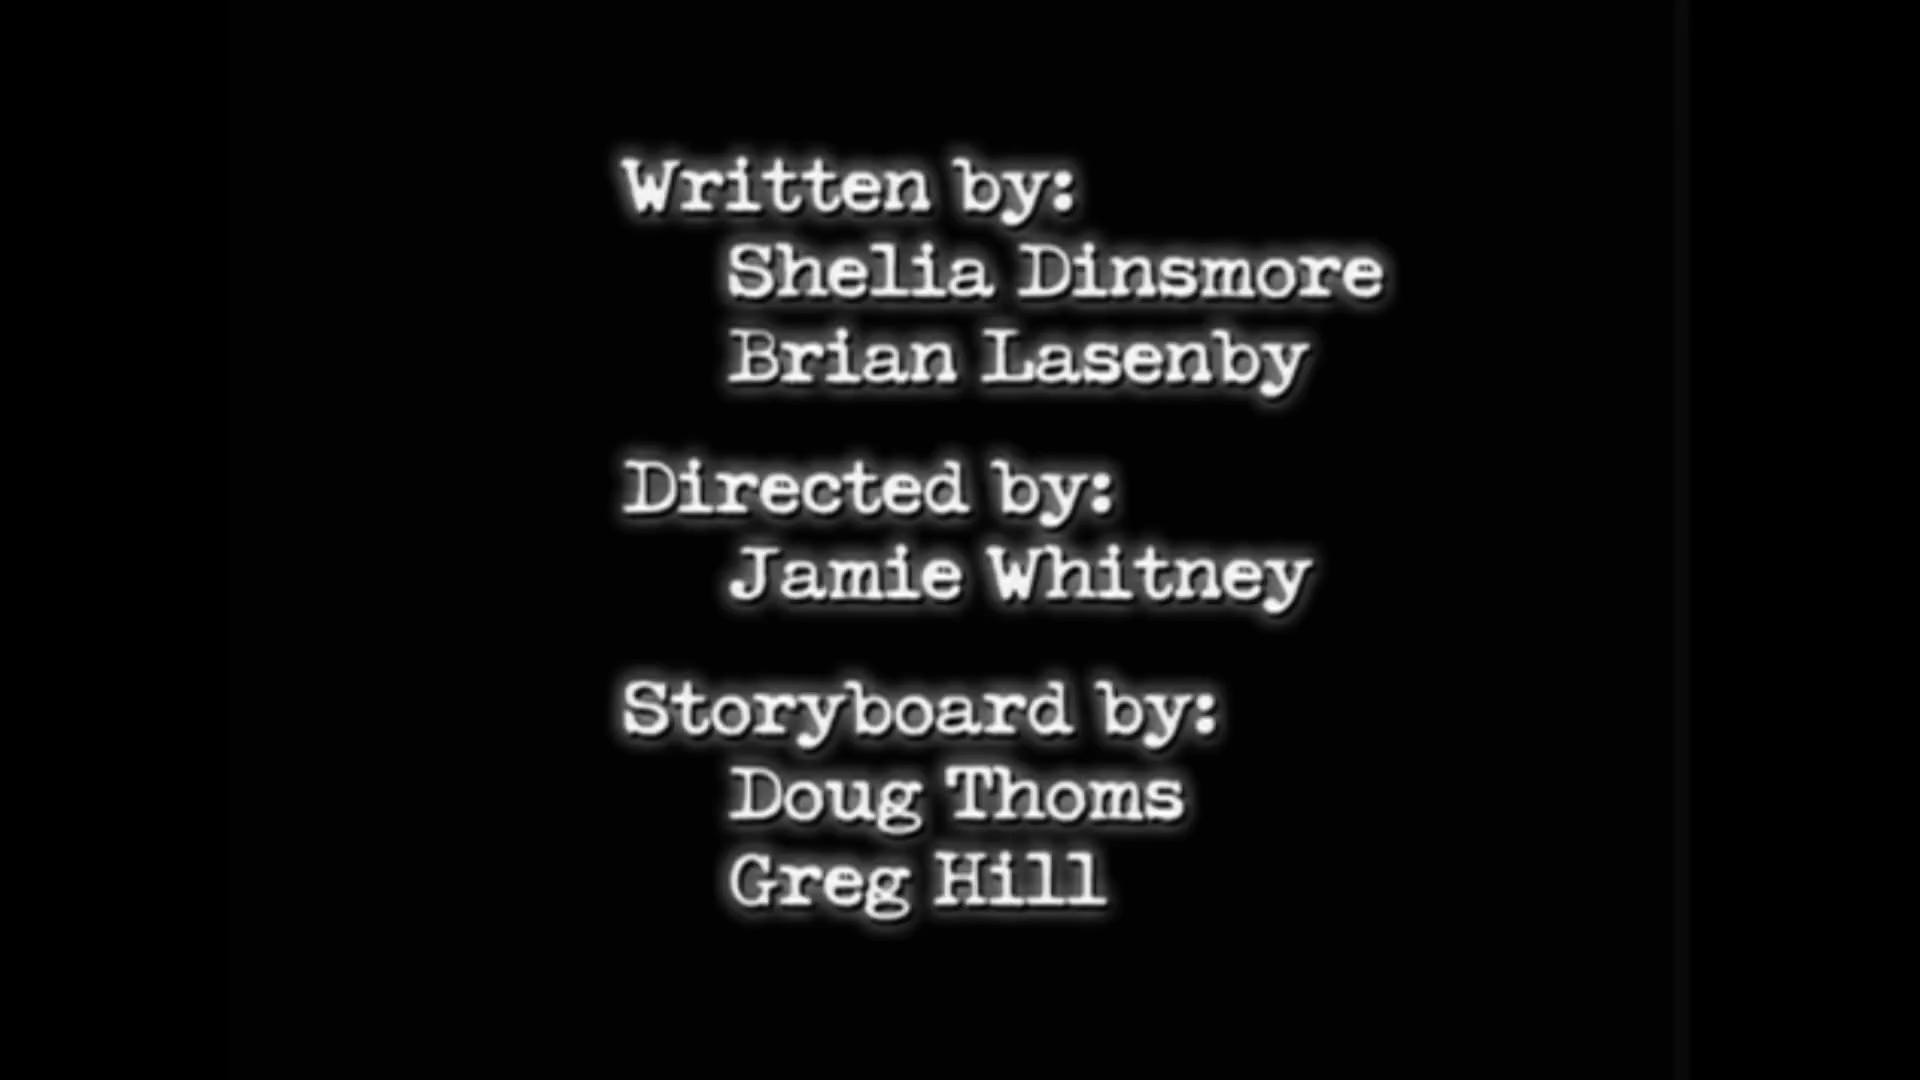 Written by:
Shelia Dinsmore
Brian Lasenby
Directed by:
Jamie Whitney
Storyboard by:
Doug Thoms
Greg Hill